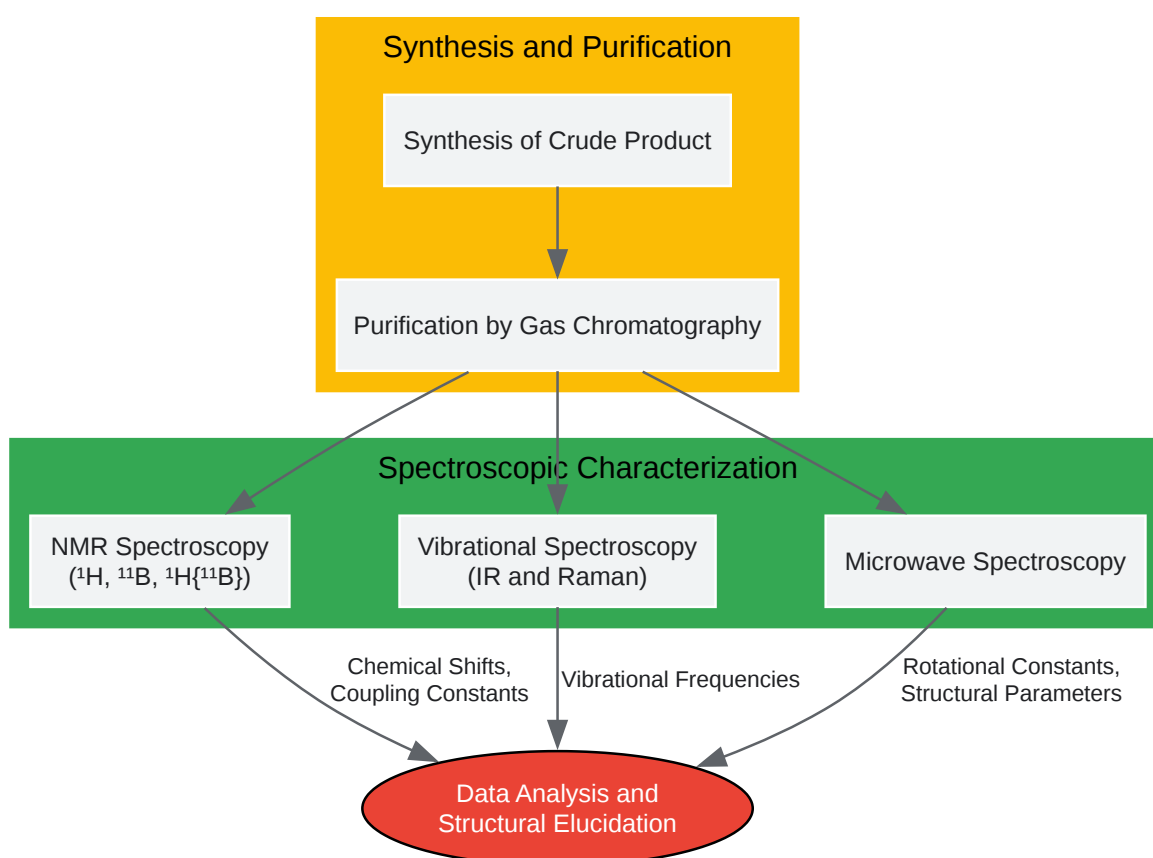 Synthesis and Purification
Synthesis of Crude Product
Purification by Gas Chromatography
Spectroscopic Characterization
NMR Spectroscopy
(¹H, ¹¹B, ¹H{¹¹B})
Vibrational Spectroscopy
(IR and Raman)
Microwave Spectroscopy
Chemical Shifts,
Coupling Constants
Vibrational Frequencies
Rotational Constants,
Structural Parameters
Data Analysis and
Structural Elucidation